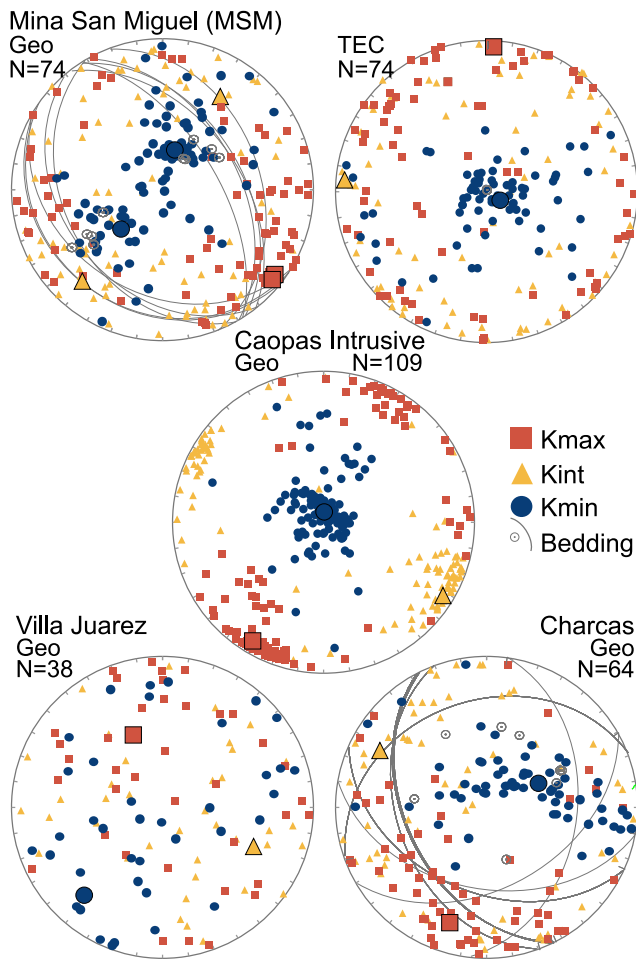 Mina San Miguel (MSM)
Geo
N=74
TEC
N=74
Caopas Intrusive
Geo N=109
Kmax
Kint
Kmin
Bedding
Villa Juarez
Geo
N=38
Charcas
Geo
N=64